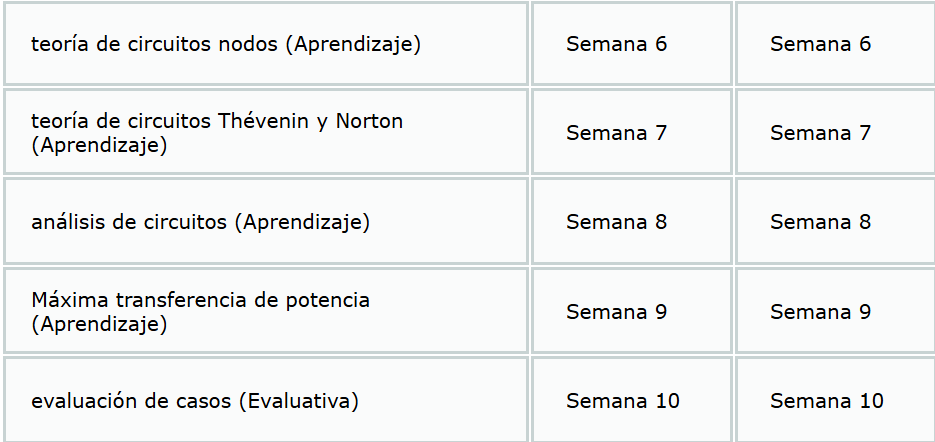 teoría de circuitos nodos (Aprendizaje) Semana 6 Semana 6
teoría de circuitos Thévenin y Norton
(Aprendizaje) Semana 7 Semana 7
análisis de circuitos (Aprendizaje) Semana 8 Semana 8
Máxima transferencia de potencia
(Aprendizaje) Semana 9 Semana 9
evaluación de casos (Evaluativa) Semana 10 Semana 10